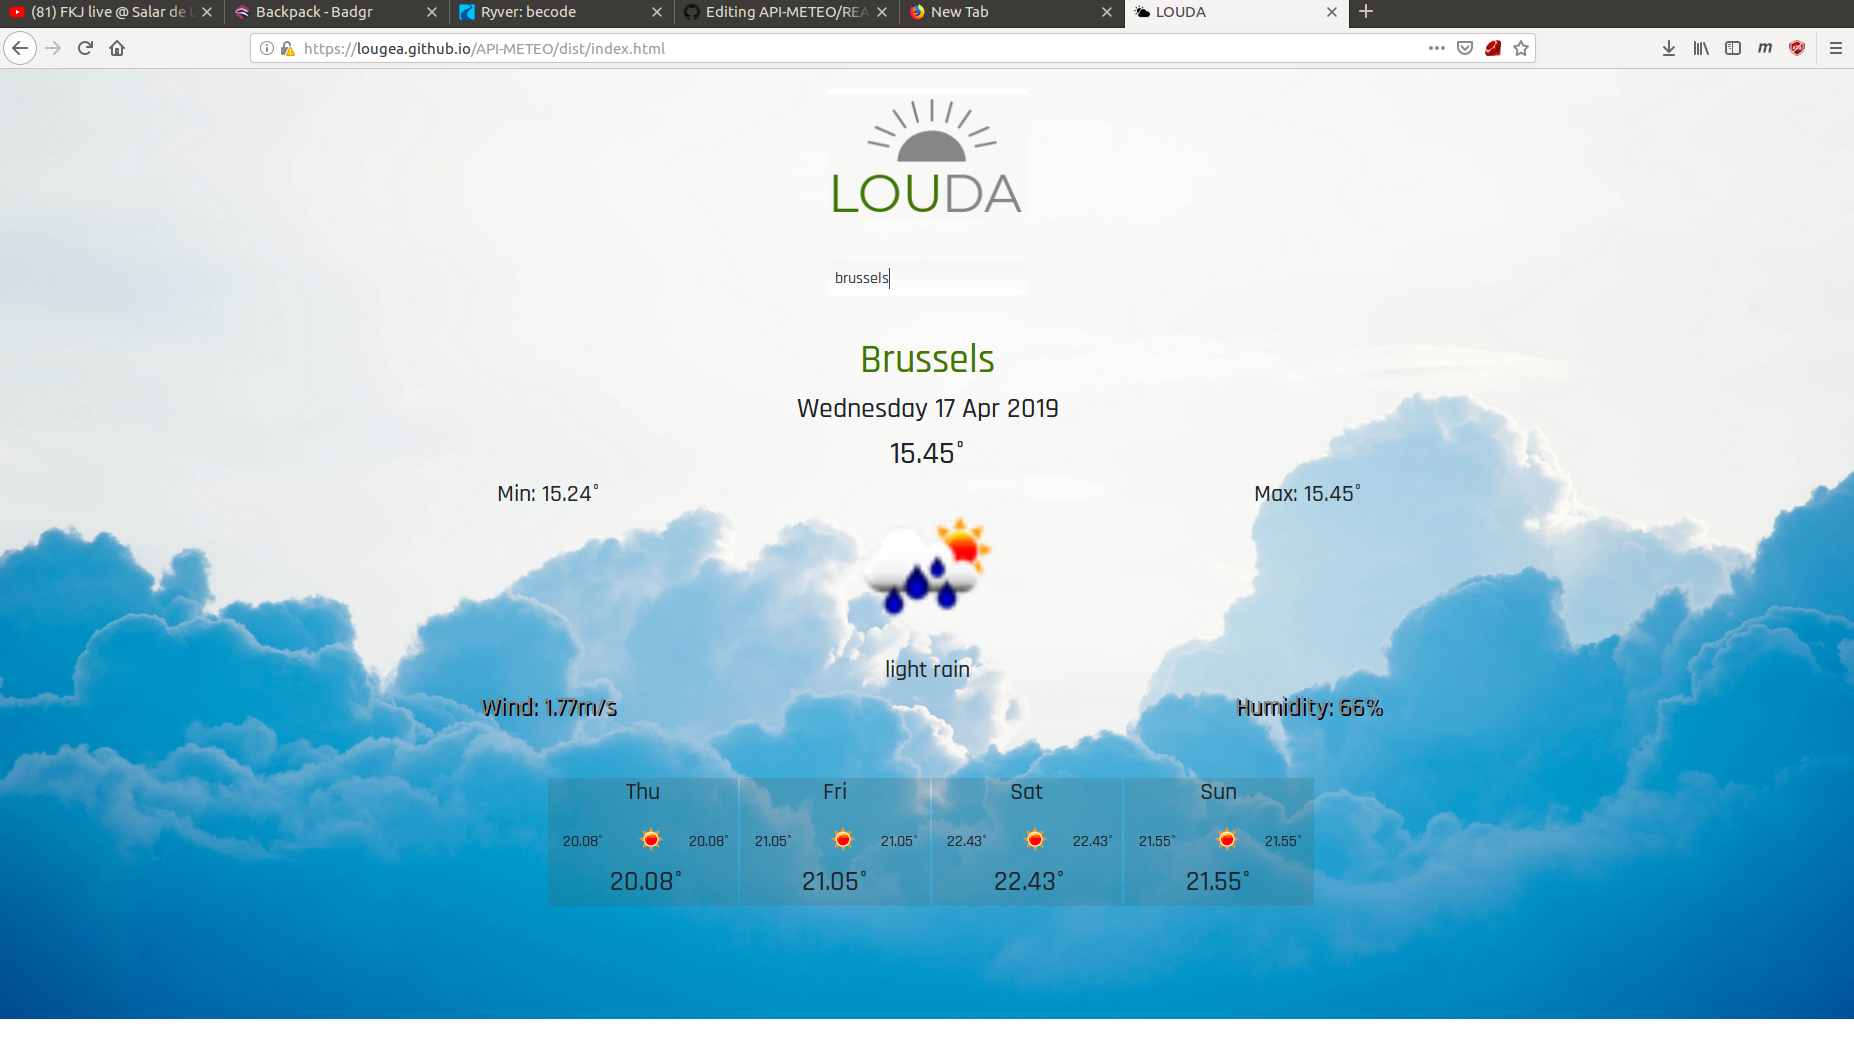 (81) FKJ live @ Salar de
Backpack - Badgr
Ryver: becode
Editing API-METEO/REA
New Tab
LOUDA
https://lougea.github.io/API-METEO/dist/index.html
LOUDA
brussels
Brussels
Wednesday 17 Apr 2019
15.45°
Min: 15.24° Max: 15.45°
light rain
Wind: 1.77m/s Humidity: 66%
Thu Fri Sat Sun
20.08° 20.08° 21.05° 21.05° 22.43° 22.43° 21.55° 21.55°
20.08° 21.05° 22.43° 21.55°